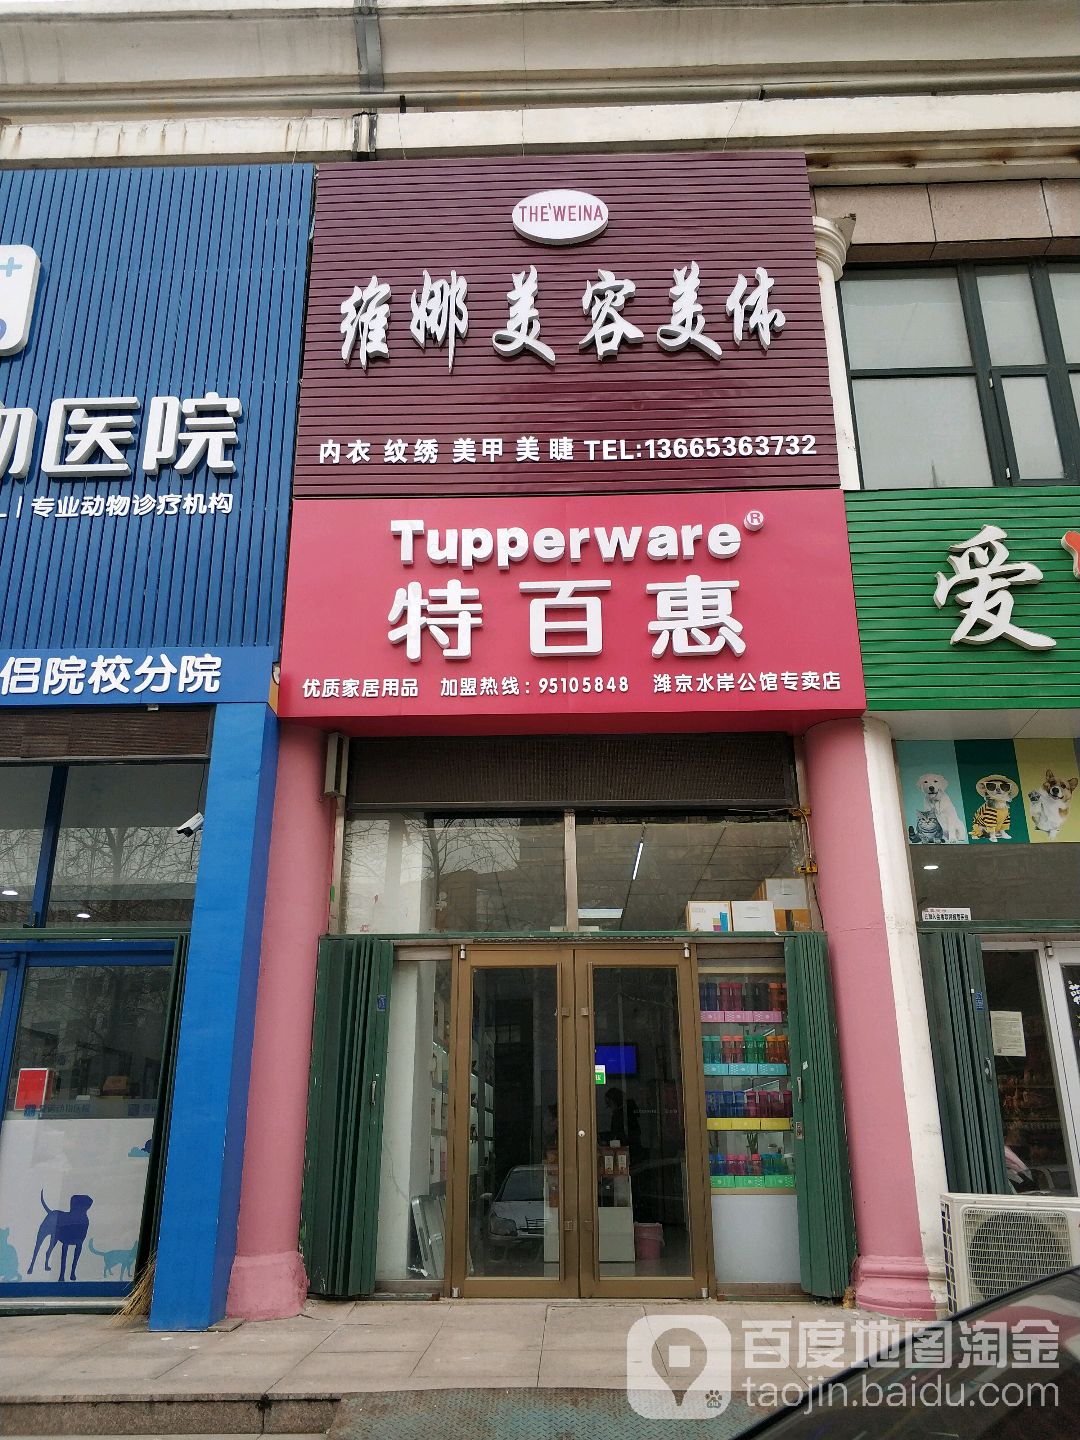 THE'WEINA
维娜美容美体
内衣 纹绣 美甲 美睫 TEL:13665363732
Tupperware®
特百惠
优质家居用品 加盟热线:95105848 潍京水岸公馆专卖店
医院
专业动物诊疗机构
侣院校分院
爱
百度地图淘金
taojin.baidu.com